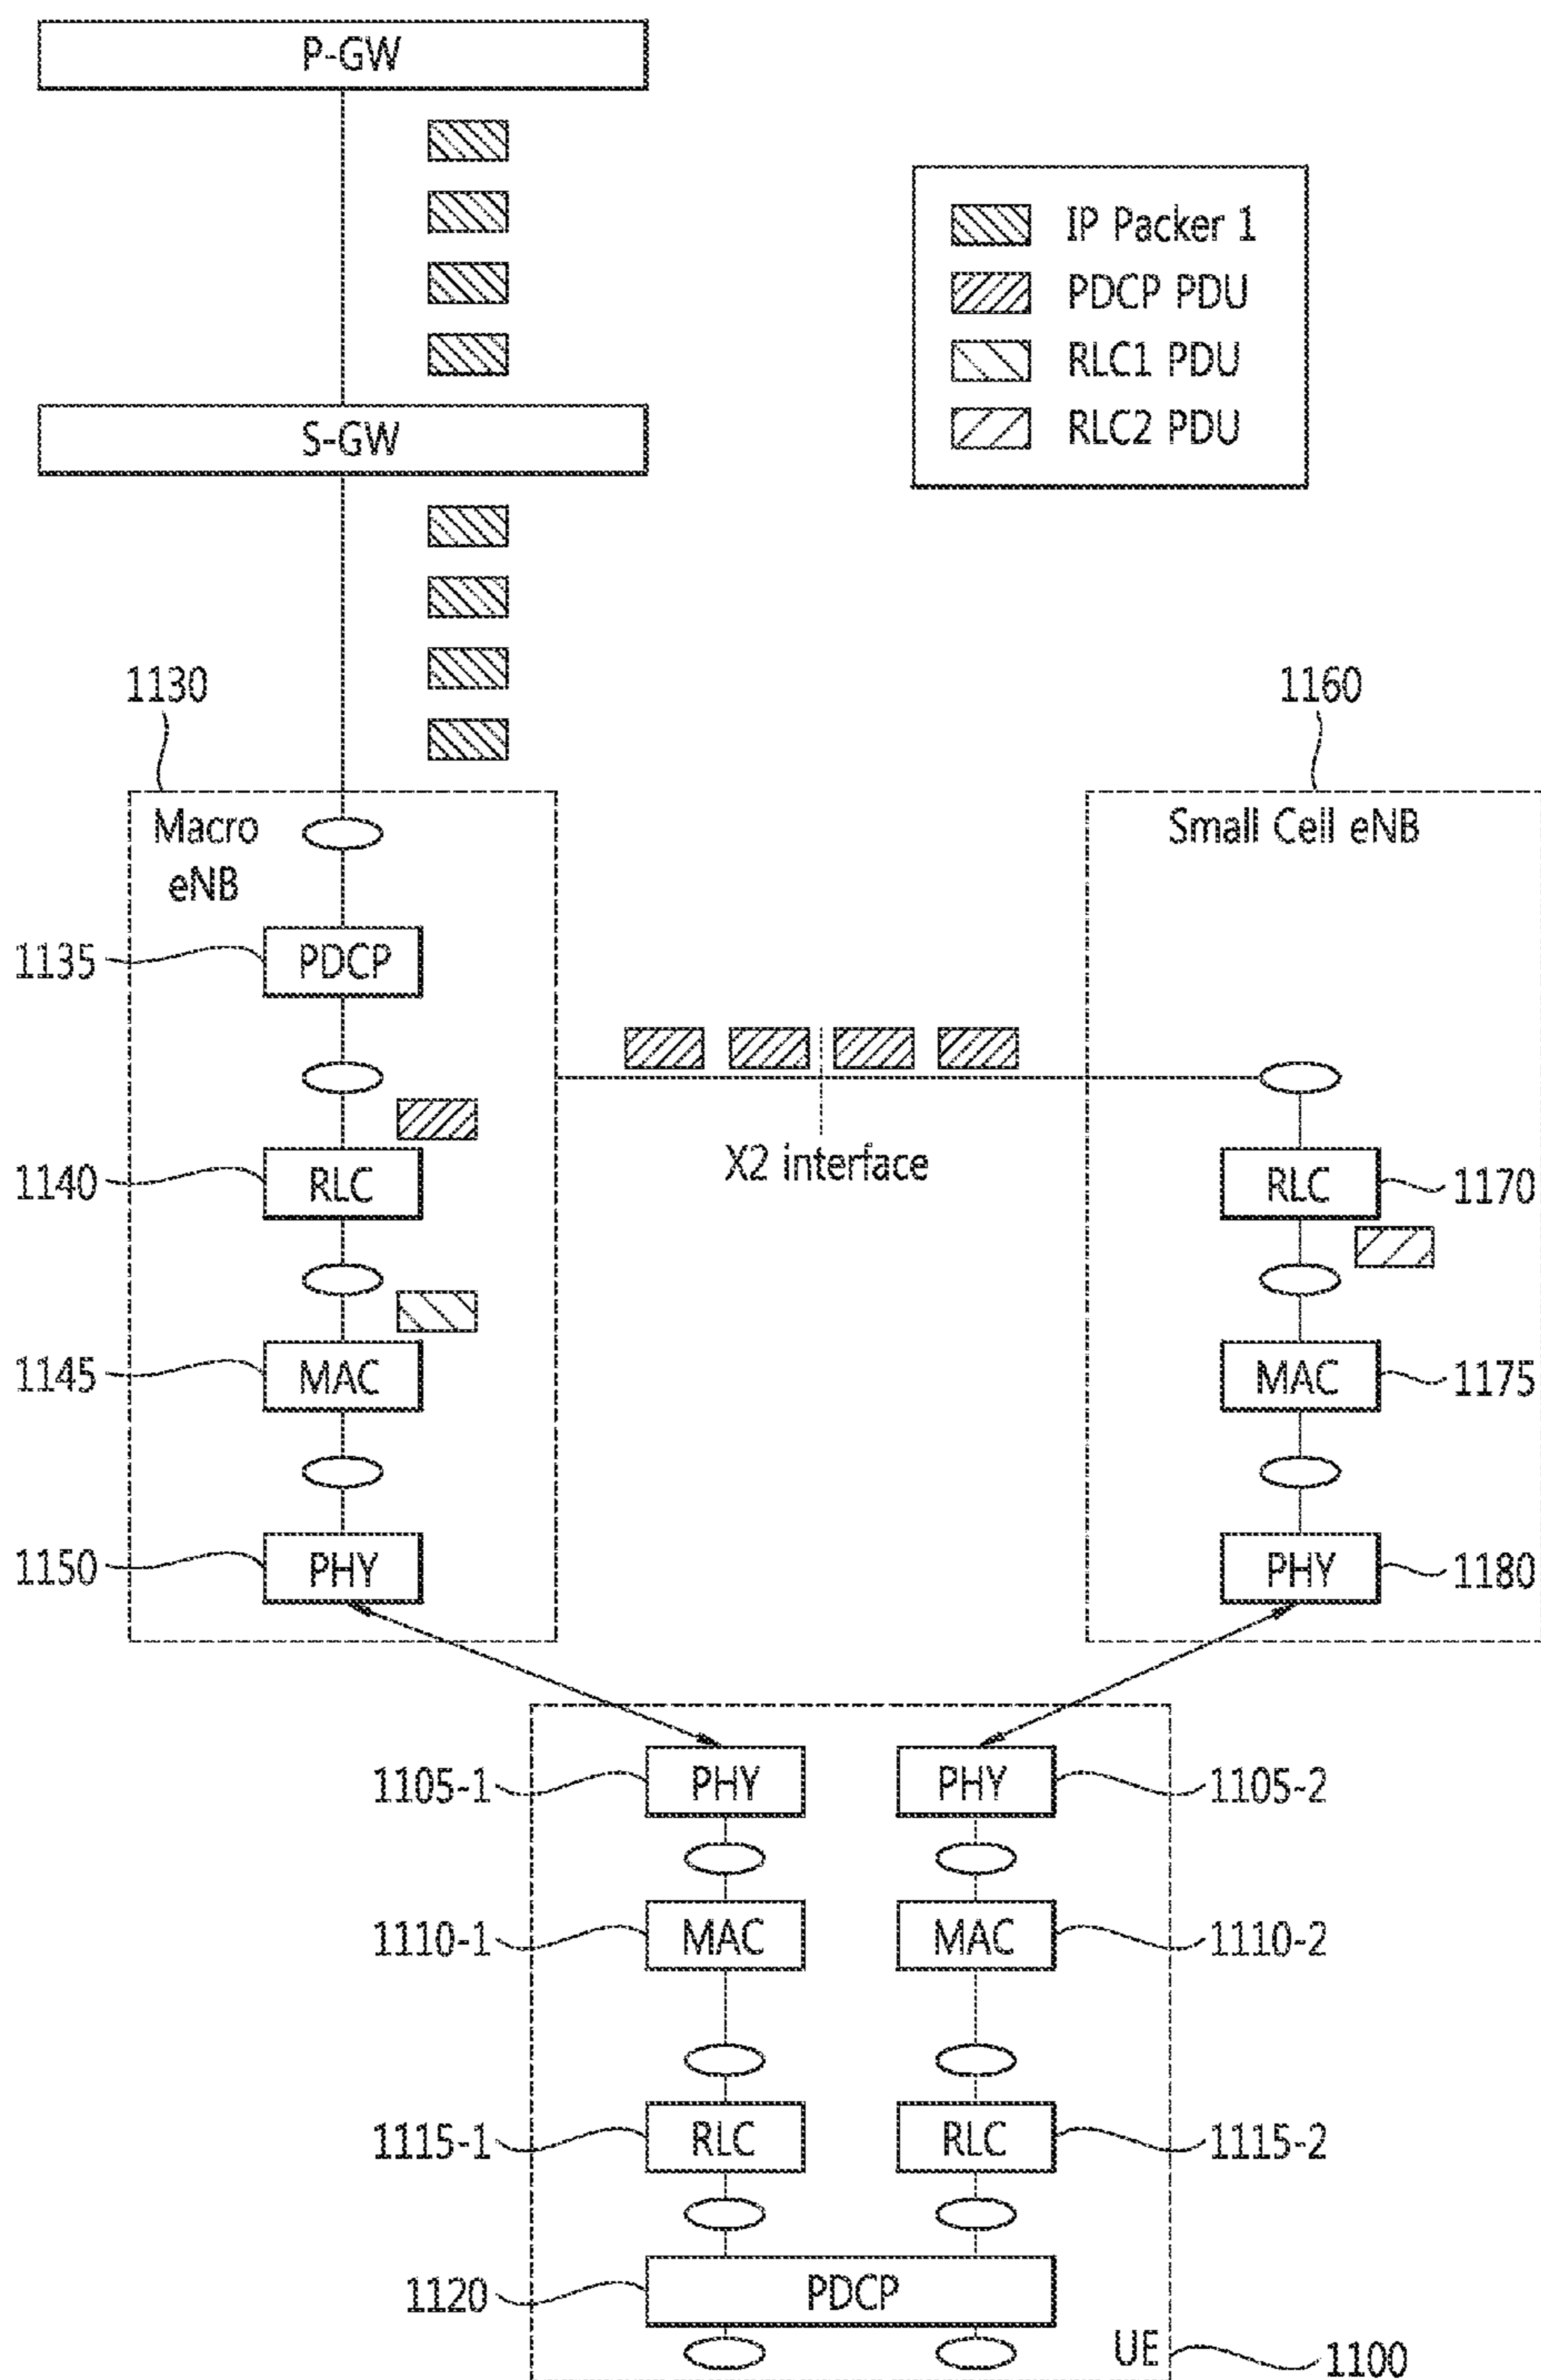 P-GW
IP Packer 1
PDCP PDU
RLC1 PDU
RLC2 PDU
S-GW
1130
1160
Macro
eNB
Small Cell eNB
1135
PDCP
X2 interface
1140
RLC
RLC
1170
1145
MAC
MAC
1175
1150
PHY
PHY
1180
1105-1
PHY
PHY
1105-2
1110-1
MAC
MAC
1110-2
1115-1
RLC
RLC
1115-2
1120
PDCP
UE
1100